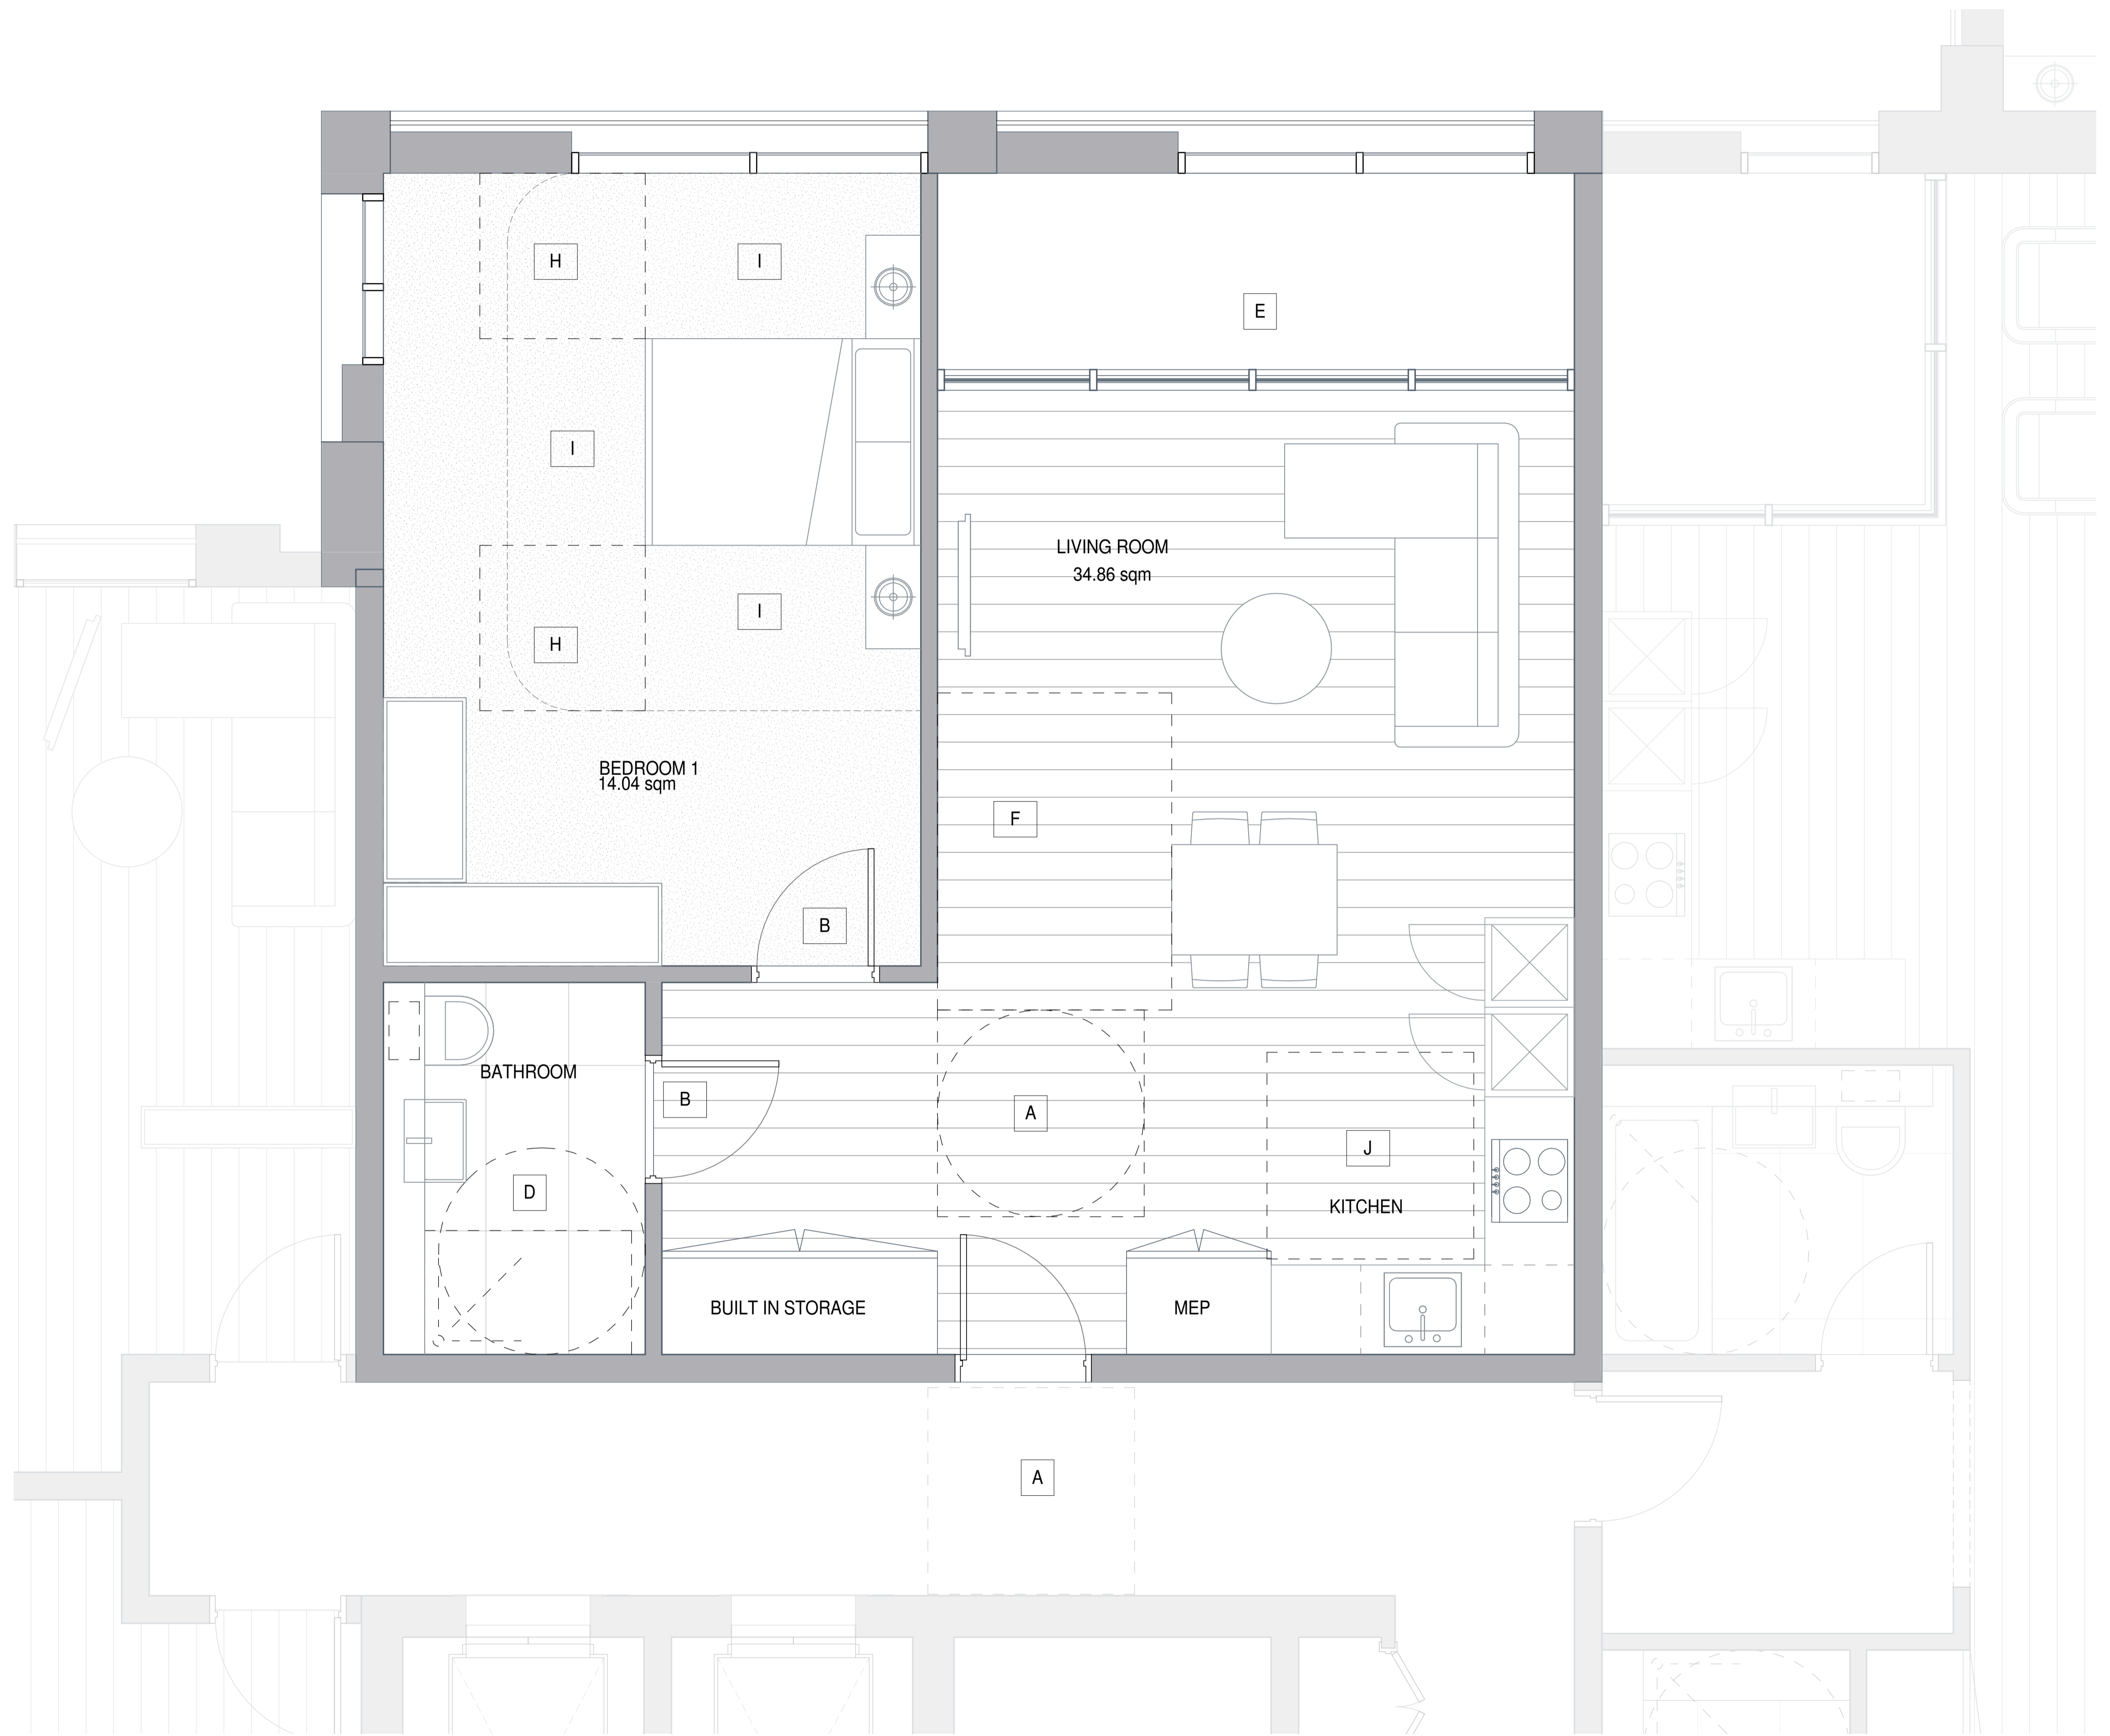 H
I
E
I
LIVING ROOM
34.86 sqm
I
H
BEDROOM 1
14.04 sqm
F
B
BATHROOM
B
A
J
D
KITCHEN
BUILT IN STORAGE
MEP
A